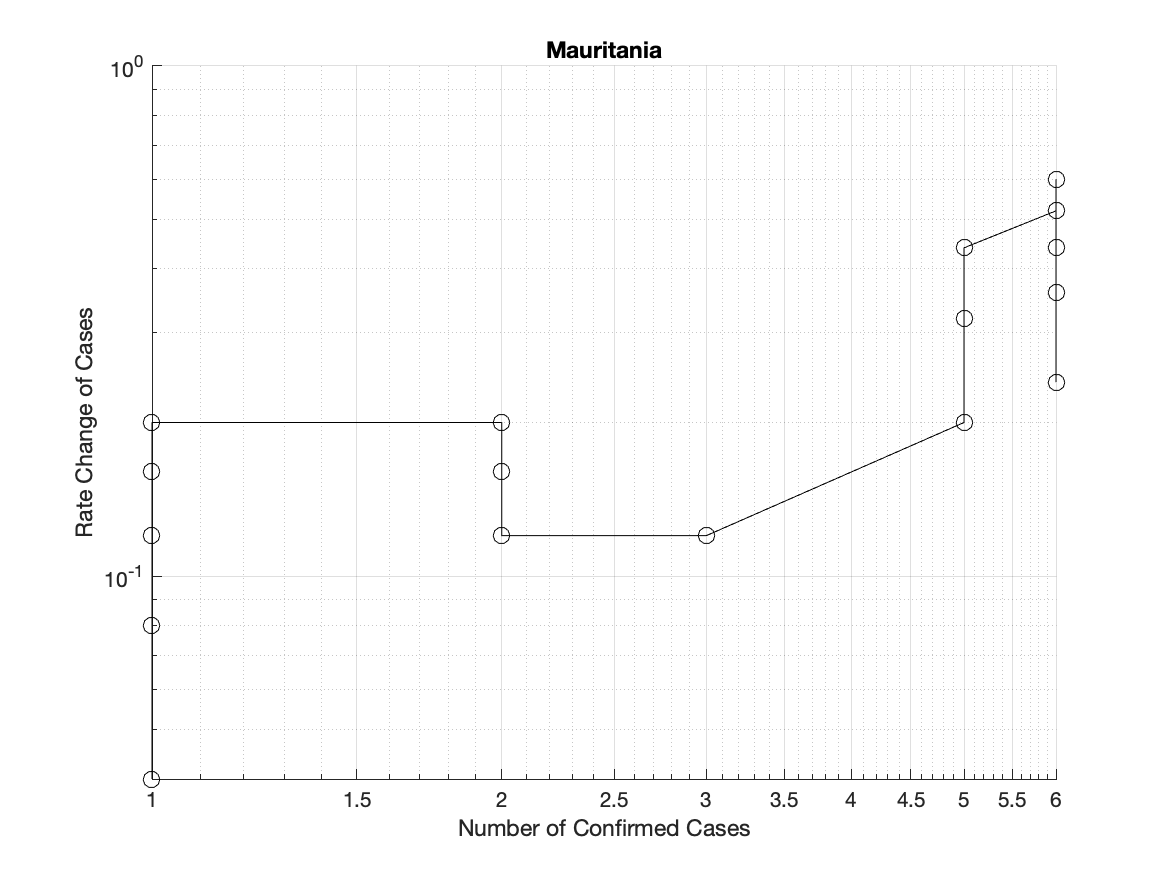 Mauritania
10^0
10^-1
Rate Change of Cases
1 1.5 2 2.5 3 3.5 4 4.5 5 5.5 6
Number of Confirmed Cases